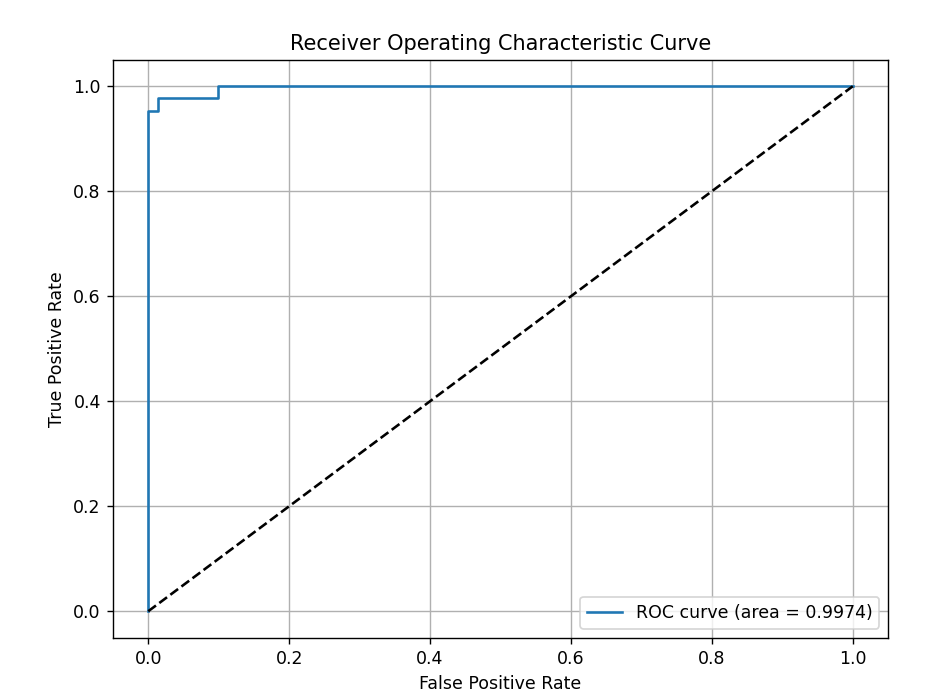 Receiver Operating Characteristic Curve
True Positive Rate
1.0
0.8
0.6
0.4
0.2
0.0
ROC curve (area = 0.9974)
0.0 0.2 0.4 0.6 0.8 1.0
False Positive Rate